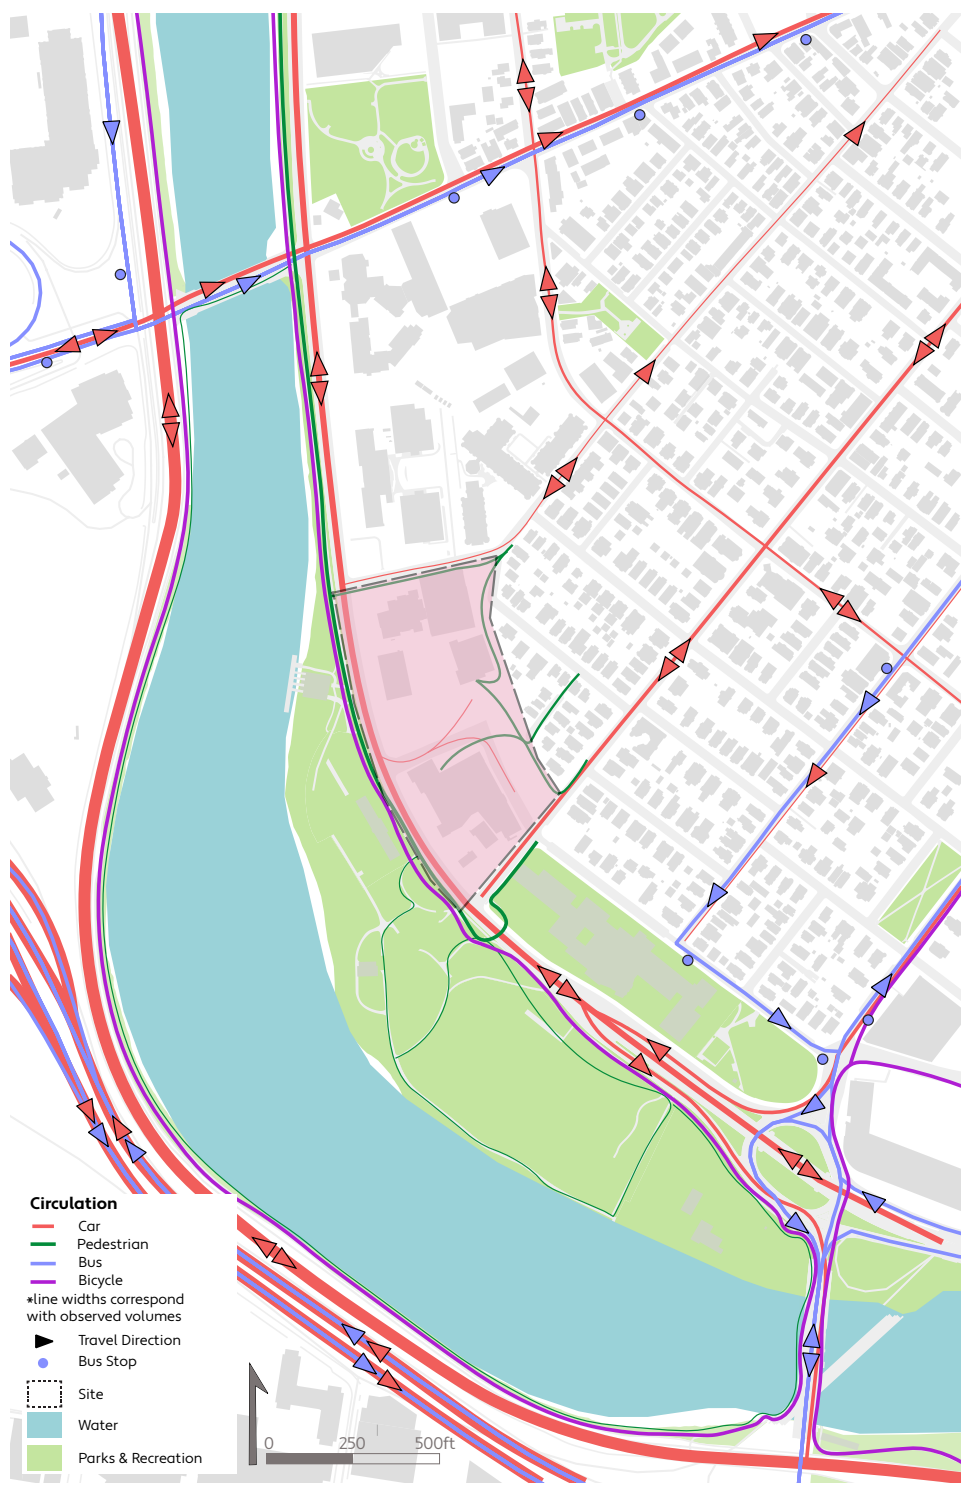 Circulation
Car
Pedestrian
Bus
Bicycle
*line widths correspond
with observed volumes
Travel Direction
Bus Stop
Site
Water
Parks & Recreation
0 250 500ft